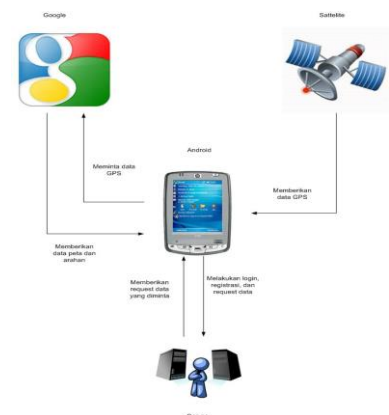 Google
Sattelite
Android
Meminta data
GPS
Memberikan
data GPS
Memberikan
data peta dan
arahan
Memberikan
request data
yang diminta
Melakukan login,
registrasi, dan
request data